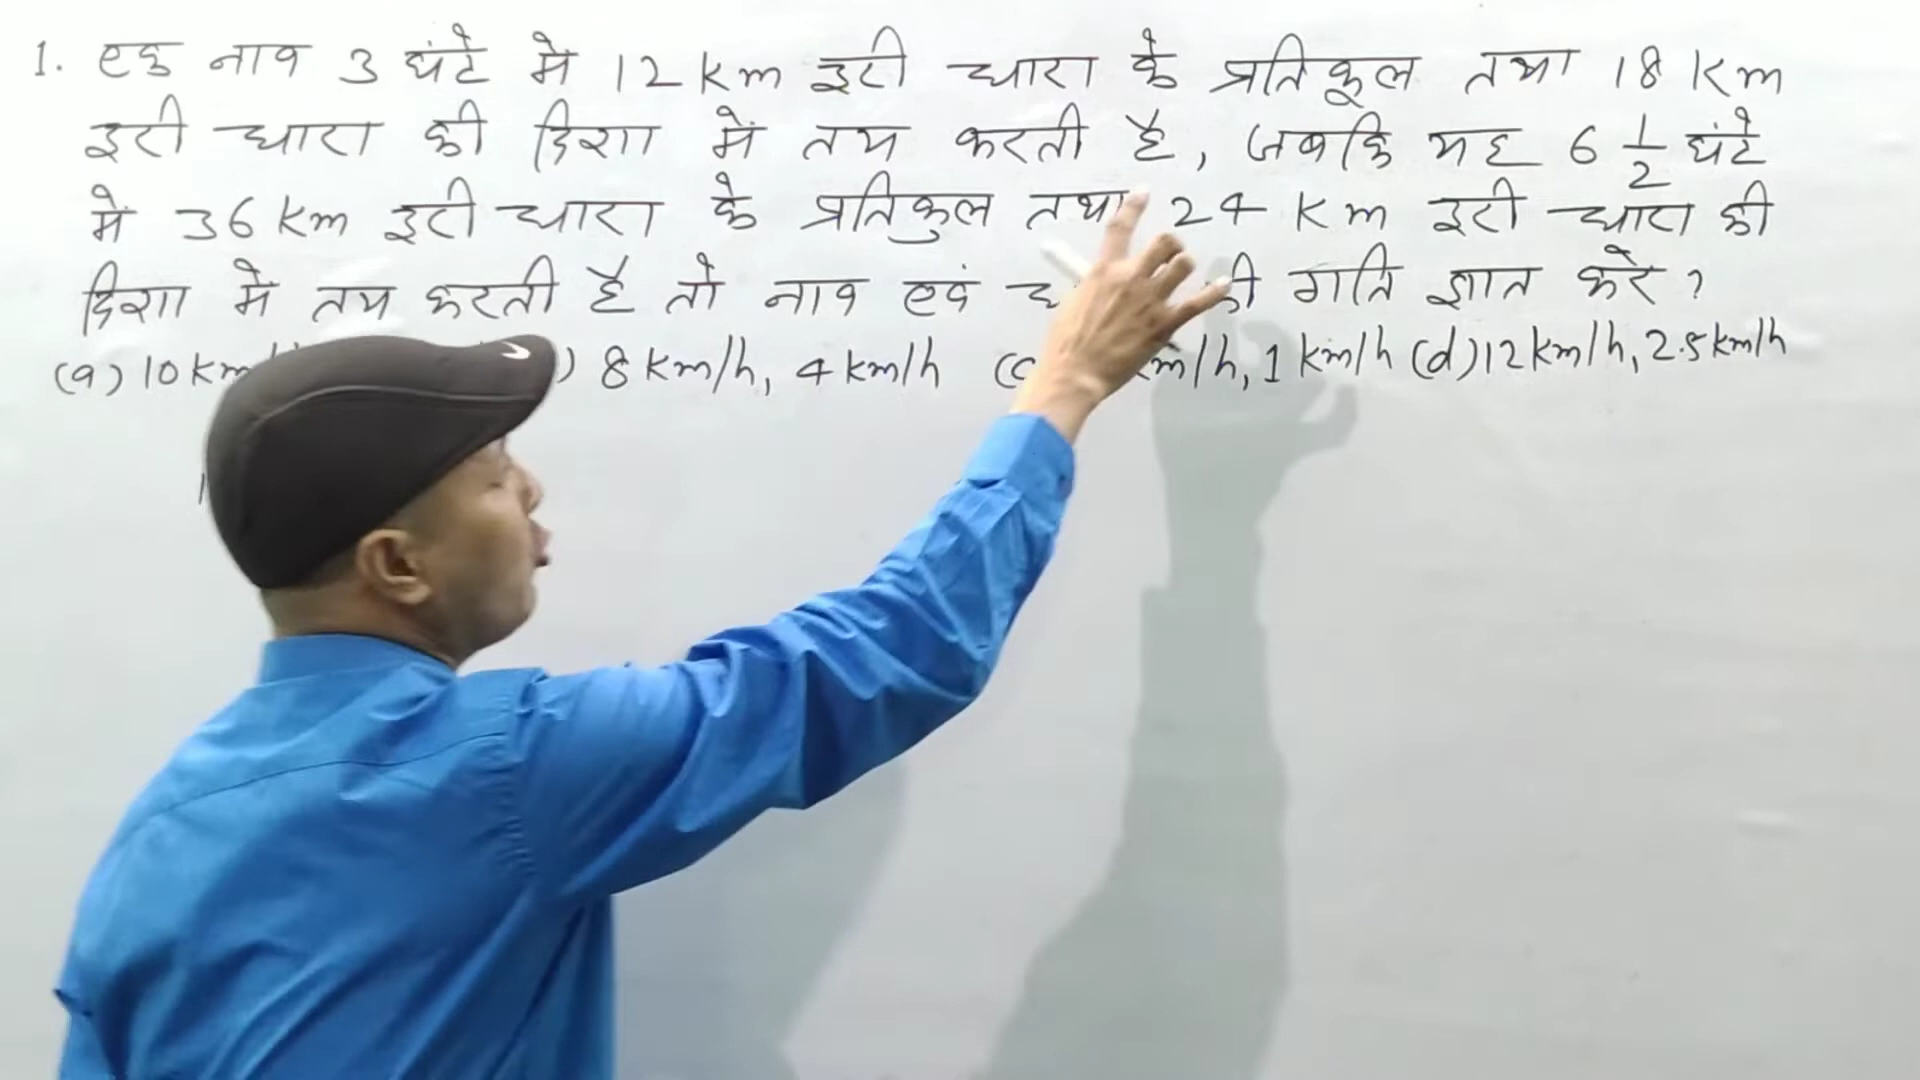 1. एक नाव 3 घंटे में 12 Km दूरी धारा के प्रतिकूल तथा 18 Km
दूरी धारा की दिशा में तय करती है, जबकि यह 6 1/2 घंटे
में 36 Km दूरी धारा के प्रतिकुल तथा 24 Km दूरी धारा की
दिशा में तय करती है तो नाव एवं की गति ज्ञात करे ?
(a) 10 Km ) 8 Km/h, 4 Km/h (c Km/h, 1 Km/h (d) 12 Km/h, 2.5 Km/h